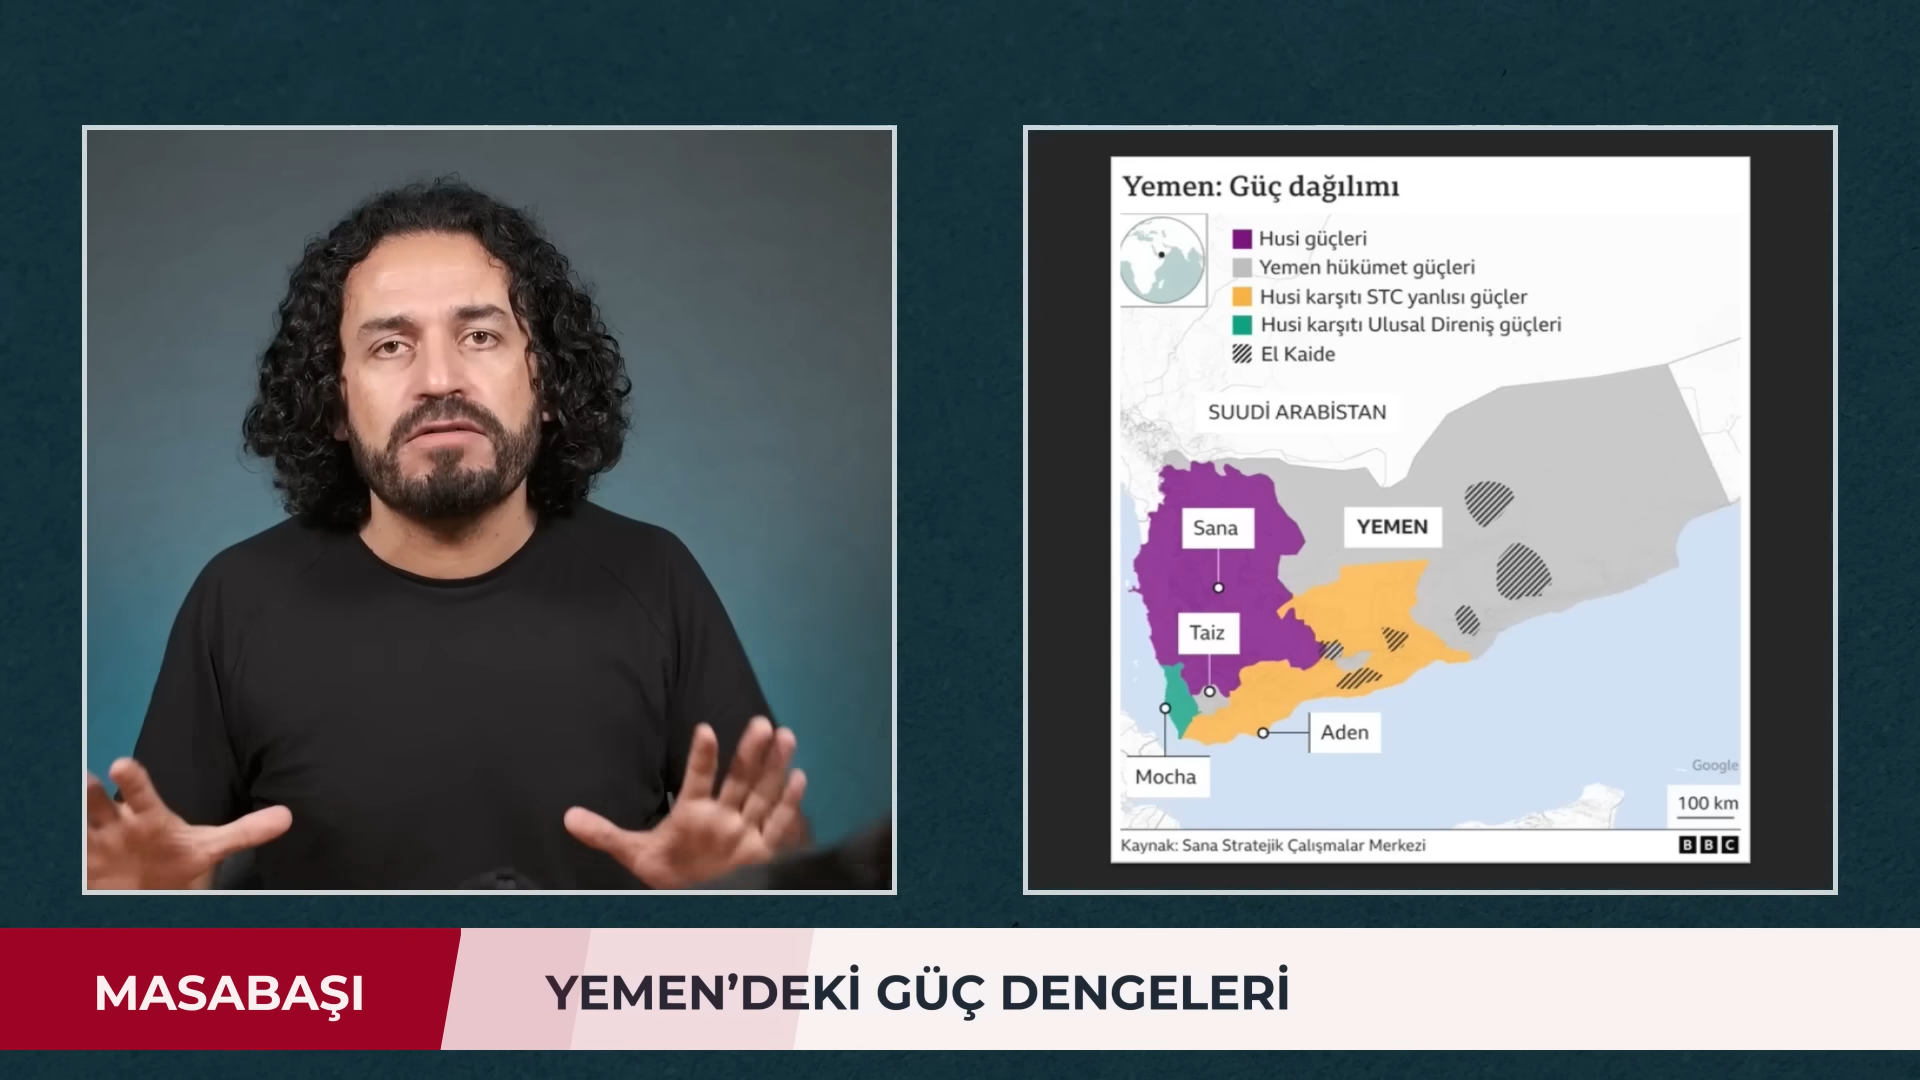 Yemen: Güç dağılımı
Husi güçleri
Yemen hükümet güçleri
Husi karşıtı STC yanlısı güçler
Husi karşıtı Ulusal Direniş güçleri
El Kaide
SUUDİ ARABİSTAN
Sana
YEMEN
Taiz
Aden
Mocha
Google
100 km
Kaynak: Sana Stratejik Çalışmalar Merkezi
BBC
MASABAŞI
YEMEN’DEKİ GÜÇ DENGELERİ